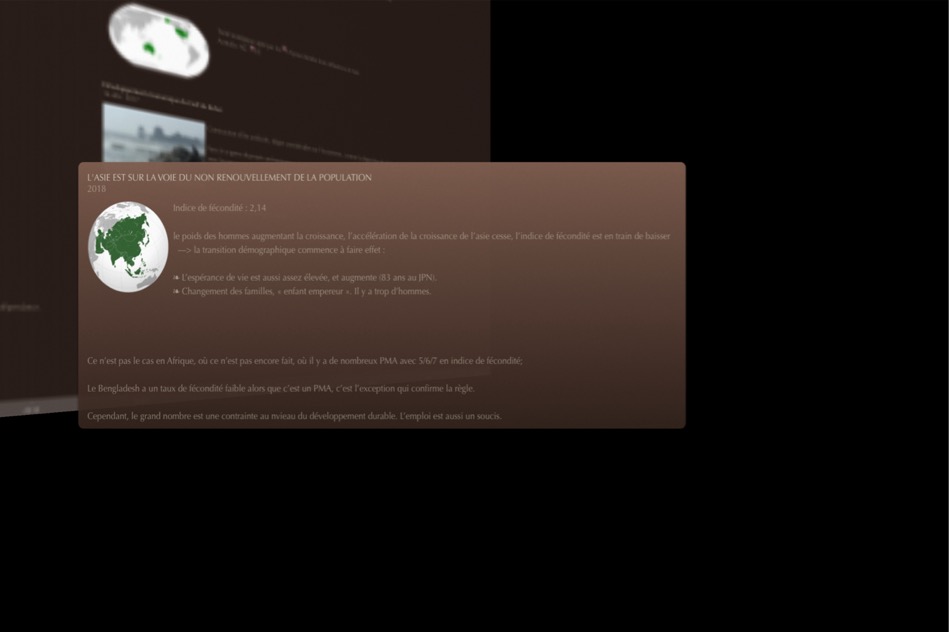 L'ASIE EST SUR LA VOIE DU NON RENOUVELLEMENT DE LA POPULATION
2018
Indice de fécondité : 2,14
le poids des hommes augmentant la croissance, l'accélération de la croissance de l'asie cesse, l'indice de fécondité est en train de baisser
—> la transition démographique commence à faire effet :
❧ L'espérance de vie est aussi assez élevée, et augmente (83 ans au JPN).
❧ Changement des familles, « enfant empereur ». Il y a trop d'hommes.
Ce n'est pas le cas en Afrique, où ce n'est pas encore fait, où il y a de nombreux PMA avec 5/6/7 en indice de fécondité;
Le Bengladesh a un taux de fécondité faible alors que c'est un PMA, c'est l'exception qui confirme la règle.
Cependant, le grand nombre est une contrainte au nvieau du développement durable. L'emploi est aussi un soucis.